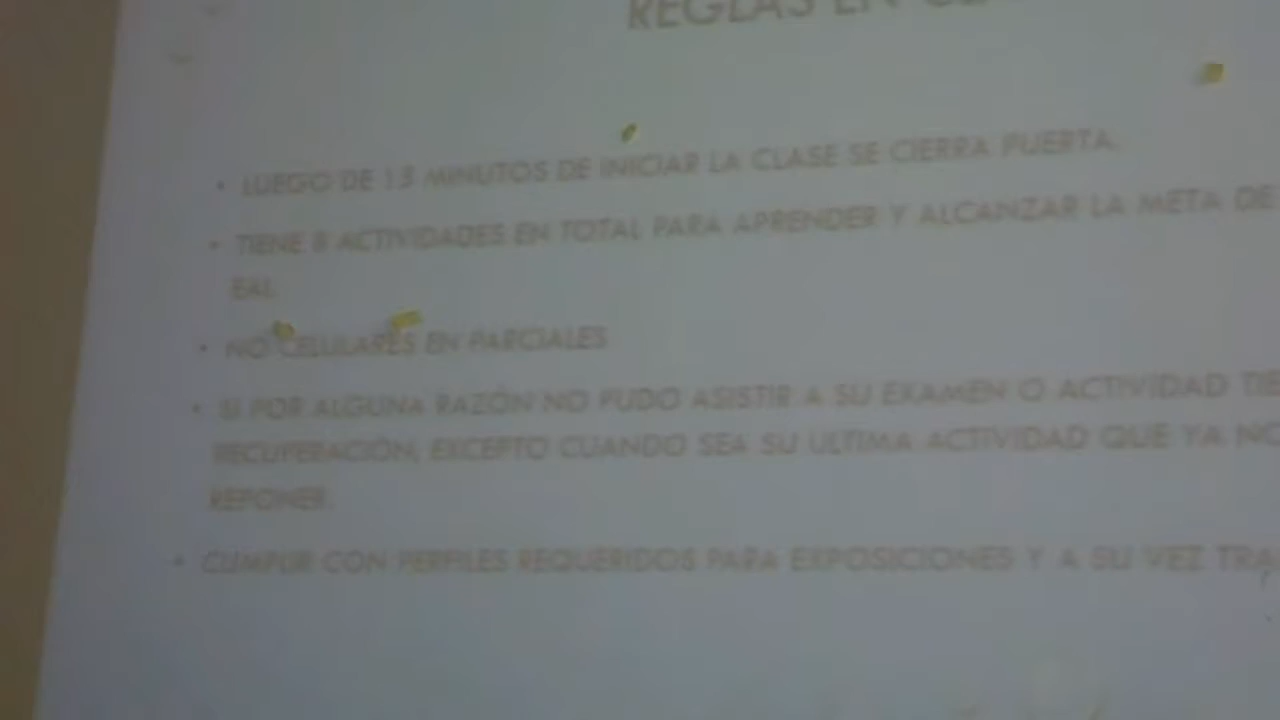 REGLAS EN
• LUEGO DE 15 MINUTOS DE INICIAR LA CLASE SE CIERRA PUERTA.
• TIENE 8 ACTIVIDADES EN TOTAL PARA APRENDER Y ALCANZAR LA META DE
• NO CELULARES EN PARCIALES
• SI POR ALGUNA RAZÓN NO PUDO ASISTIR A SU EXAMEN O ACTIVIDAD TIE
RECUPERACIÓN, EXCEPTO CUANDO SEA SU ULTIMA ACTIVIDAD QUE YA NO
REPONER.
• CUMPLIR CON PERFILES REQUERIDOS PARA EXPOSICIONES Y A SU VEZ TRA